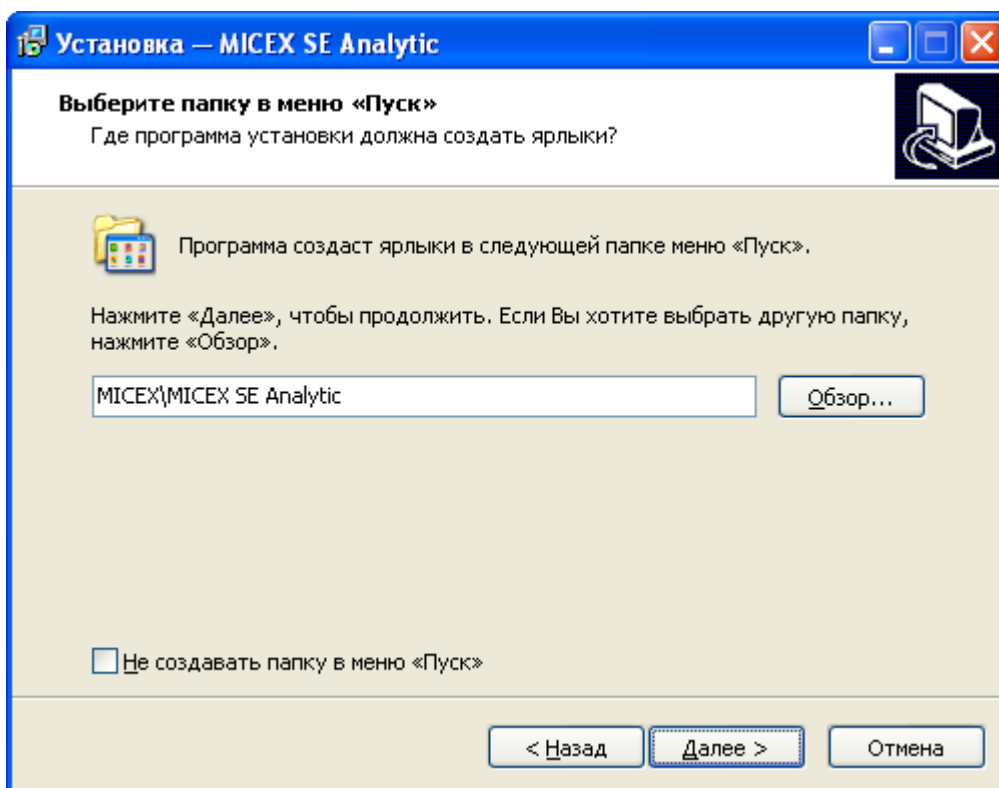 Установка — MICEX SE Analytic
Выберите папку в меню «Пуск»
Где программа установки должна создать ярлыки?
Программа создаст ярлыки в следующей папке меню «Пуск».
Нажмите «Далее», чтобы продолжить. Если Вы хотите выбрать другую папку,
нажмите «Обзор».
MICEX\MICEX SE Analytic
Обзор...
Не создавать папку в меню «Пуск»
< Назад
Далее >
Отмена